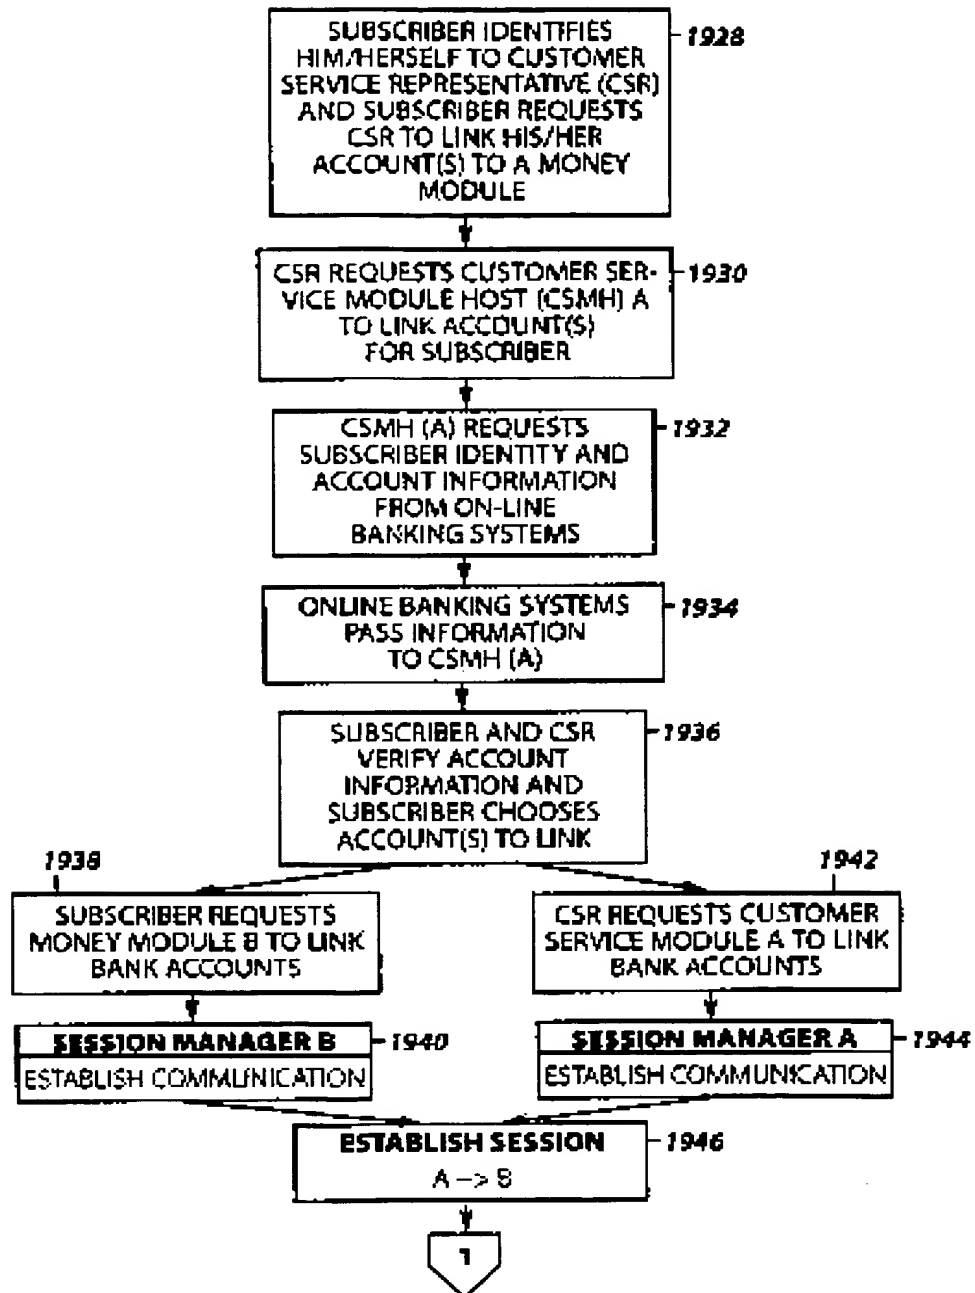 SUBSCRIBER IDENTIFIES
HIM/HERSELF TO CUSTOMER
SERVICE REPRESENTATIVE (CSR)
AND SUBSCRIBER REQUESTS
CSR TO LINK HIS/HER
ACCOUNT(S) TO A MONEY
MODULE
1928
CSR REQUESTS CUSTOMER SER-
VICE MODULE HOST (CSMH) A
TO LINK ACCOUNT(S)
FOR SUBSCRIBER
1930
CSMH (A) REQUESTS
SUBSCRIBER IDENTITY AND
ACCOUNT INFORMATION
FROM ON-LINE
BANKING SYSTEMS
1932
ONLINE BANKING SYSTEMS
PASS INFORMATION
TO CSMH (A)
1934
SUBSCRIBER AND CSR
VERIFY ACCOUNT
INFORMATION AND
SUBSCRIBER CHOOSES
ACCOUNT(S) TO LINK
1936
1938
SUBSCRIBER REQUESTS
MONEY MODULE B TO LINK
BANK ACCOUNTS
1942
CSR REQUESTS CUSTOMER
SERVICE MODULE A TO LINK
BANK ACCOUNTS
SESSION MANAGER B
ESTABLISH COMMUNICATION
1940
SESSION MANAGER A
ESTABLISH COMMUNICATION
1944
ESTABLISH SESSION
A —> B
1946
1